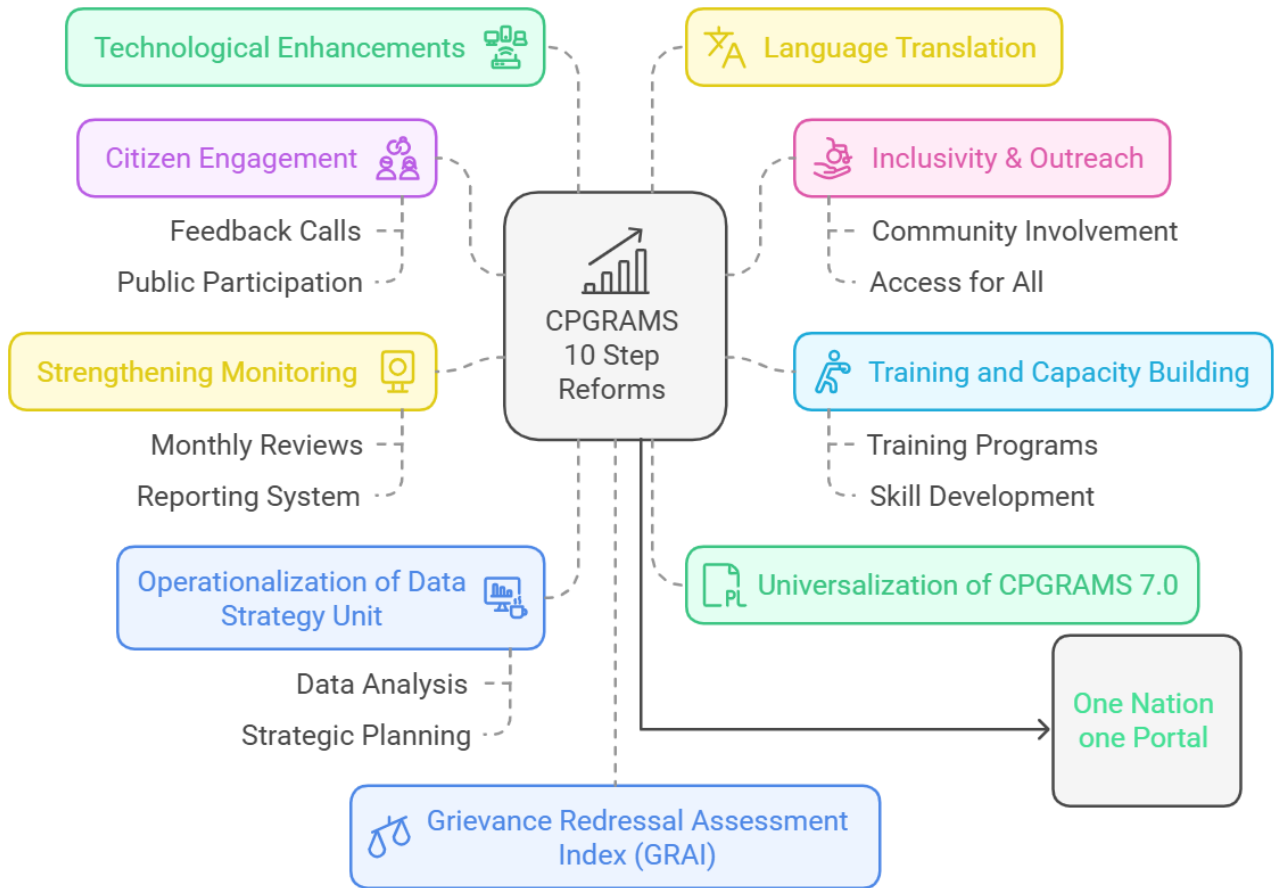 Technological Enhancements
Language Translation
Citizen Engagement
Feedback Calls
Public Participation
Inclusivity & Outreach
Community Involvement
Access for All
CPGRAMS
10 Step
Reforms
Strengthening Monitoring
Monthly Reviews
Reporting System
Training and Capacity Building
Training Programs
Skill Development
Operationalization of Data
Strategy Unit
Data Analysis
Strategic Planning
PL
Universalization of CPGRAMS 7.0
One Nation
one Portal
Grievance Redressal Assessment
Index (GRAI)